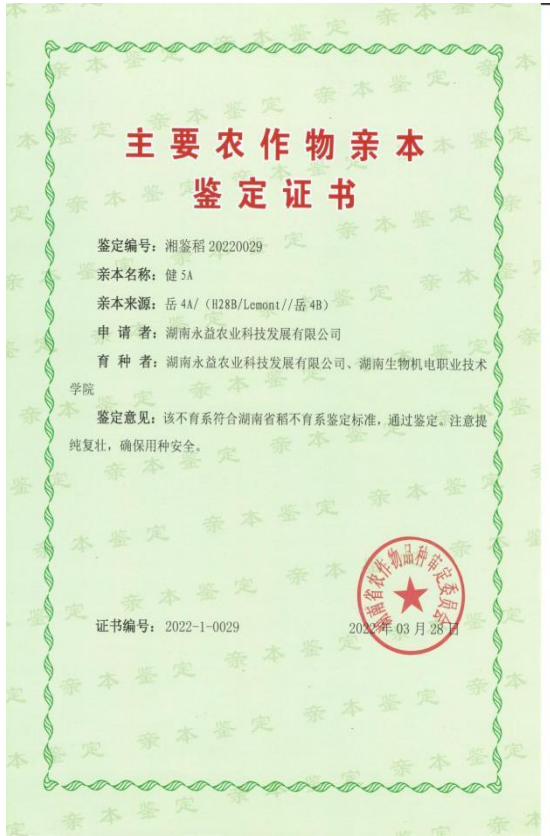 主要农作物亲本
鉴定证书
鉴定编号：湘鉴稻 20220029
亲本名称：健 5A
亲本来源：岳 4A/（H28B/Lemont//岳 4B）
申 请 者：湖南永益农业科技发展有限公司
育 种 者：湖南永益农业科技发展有限公司、湖南生物机电职业技术
学院
鉴定意见：该不育系符合湖南省稻不育系鉴定标准，通过鉴定。注意提
纯复壮，确保用种安全。
湖南省农作物品种审定委员会
证书编号：2022-1-0029
2022年 03 月 28 日
亲本鉴定